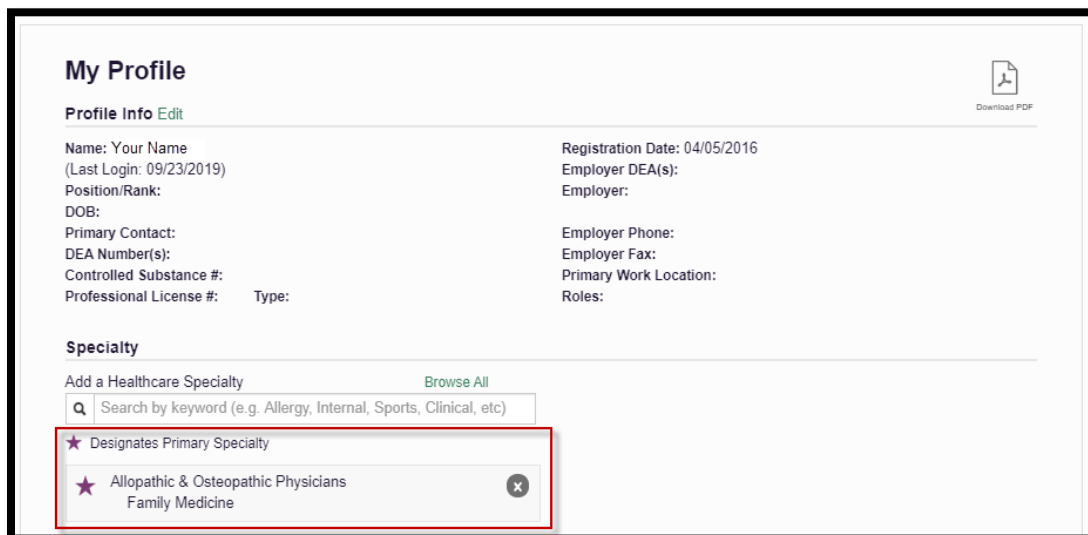 My Profile
Download PDF
Profile Info Edit
Name: Your Name
(Last Login: 09/23/2019)
Position/Rank:
DOB:
Primary Contact:
DEA Number(s):
Controlled Substance #:
Professional License #: Type:
Registration Date: 04/05/2016
Employer DEA(s):
Employer:
Employer Phone:
Employer Fax:
Primary Work Location:
Roles:
Specialty
Add a Healthcare Specialty Browse All
Search by keyword (e.g. Allergy, Internal, Sports, Clinical, etc)
Designates Primary Specialty
Allopathic & Osteopathic Physicians
Family Medicine